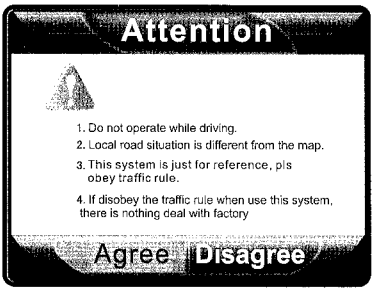 Attention
1. Do not operate while driving.
2. Local road situation is different from the map.
3. This system is just for reference, pls
obey traffic rule.
4. If disobey the traffic rule when use this system,
there is nothing deal with factory
Agree Disagree